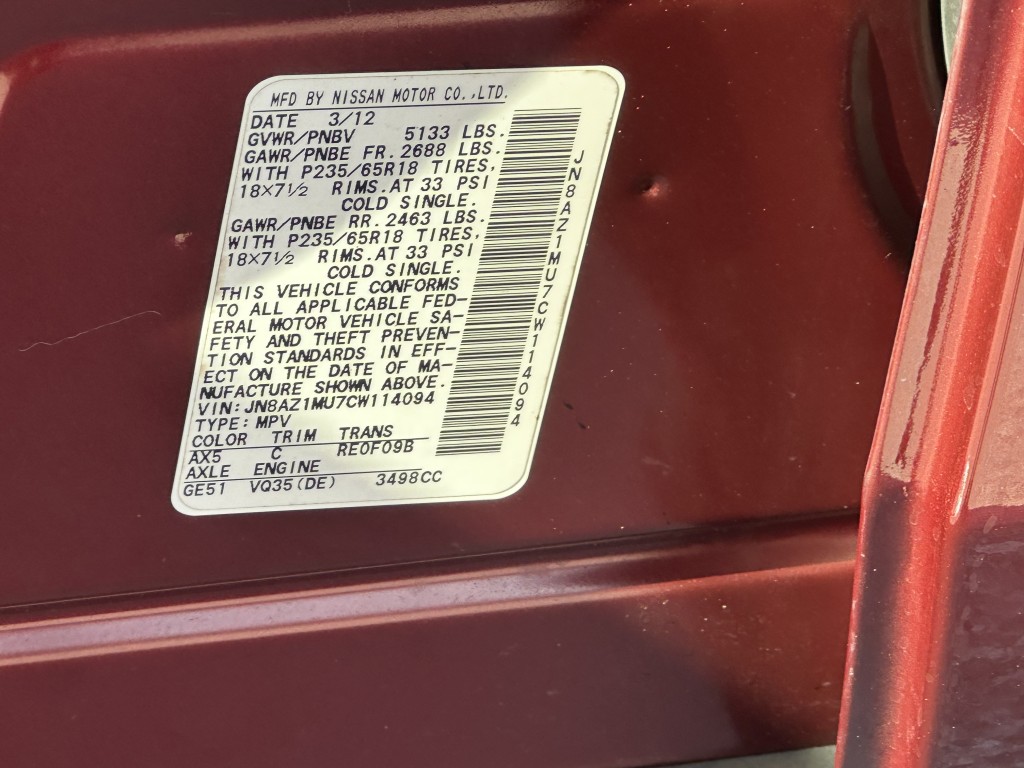 MFD BY NISSAN MOTOR CO.,LTD.
DATE 3/12
GVWR/PNBV 5133 LBS.
GAWR/PNBE FR. 2688 LBS.
WITH P235/65R18 TIRES,
18×7½ RIMS. AT 33 PSI
COLD SINGLE.
GAWR/PNBE RR. 2463 LBS.
WITH P235/65R18 TIRES,
18×7½ RIMS. AT 33 PSI
COLD SINGLE.
THIS VEHICLE CONFORMS
TO ALL APPLICABLE FED-
ERAL MOTOR VEHICLE SA-
FETY AND THEFT PREVEN-
TION STANDARDS IN EFF-
ECT ON THE DATE OF MA-
NUFACTURE SHOWN ABOVE.
VIN: JN8AZ1MU7CW114094
TYPE: MPV
COLOR TRIM TRANS
AX5 C RE0F09B
AXLE ENGINE
GE51 VQ35(DE) 3498CC
JN8AZ1MU7CW114094